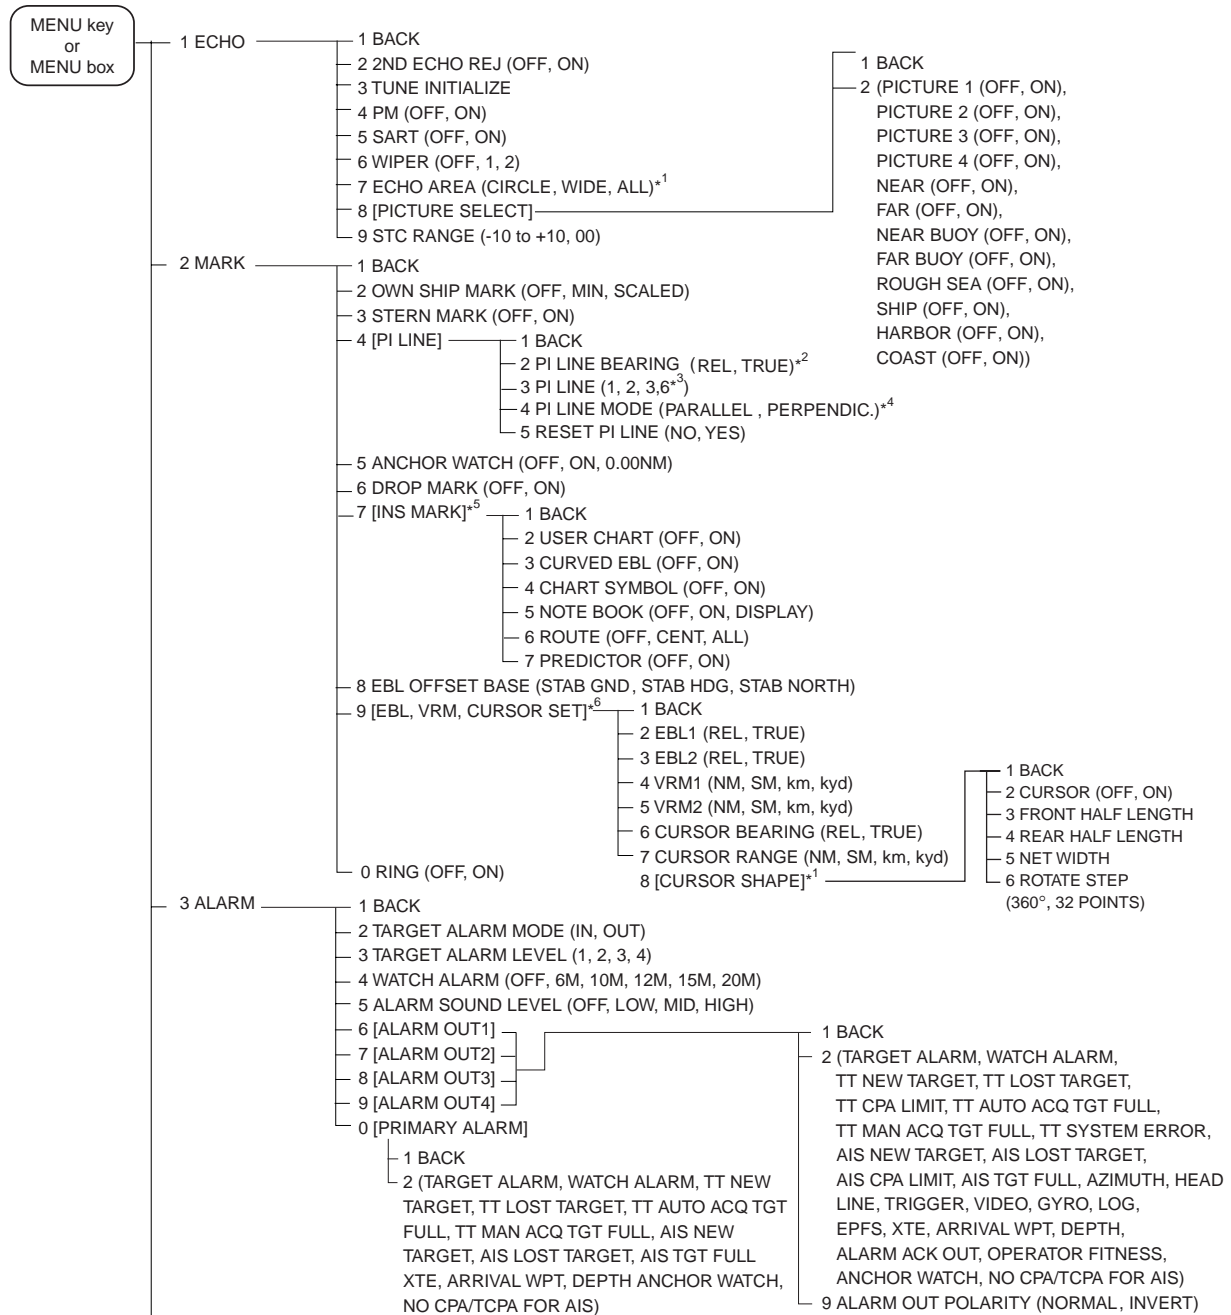 MENU key
or
MENU box
1 ECHO
1 BACK
2 2ND ECHO REJ (OFF, ON)
3 TUNE INITIALIZE
4 PM (OFF, ON)
5 SART (OFF, ON)
6 WIPER (OFF, 1, 2)
7 ECHO AREA (CIRCLE, WIDE, ALL)*1
8 [PICTURE SELECT]
9 STC RANGE (-10 to +10, 00)
1 BACK
2 (PICTURE 1 (OFF, ON),
PICTURE 2 (OFF, ON),
PICTURE 3 (OFF, ON),
PICTURE 4 (OFF, ON),
NEAR (OFF, ON),
FAR (OFF, ON),
NEAR BUOY (OFF, ON),
FAR BUOY (OFF, ON),
ROUGH SEA (OFF, ON),
SHIP (OFF, ON),
HARBOR (OFF, ON),
COAST (OFF, ON))
2 MARK
1 BACK
2 OWN SHIP MARK (OFF, MIN, SCALED)
3 STERN MARK (OFF, ON)
4 [PI LINE]
1 BACK
2 PI LINE BEARING (REL, TRUE)*2
3 PI LINE (1, 2, 3,6*3)
4 PI LINE MODE (PARALLEL , PERPENDIC.)*4
5 RESET PI LINE (NO, YES)
5 ANCHOR WATCH (OFF, ON, 0.00NM)
6 DROP MARK (OFF, ON)
7 [INS MARK]*5
1 BACK
2 USER CHART (OFF, ON)
3 CURVED EBL (OFF, ON)
4 CHART SYMBOL (OFF, ON)
5 NOTE BOOK (OFF, ON, DISPLAY)
6 ROUTE (OFF, CENT, ALL)
7 PREDICTOR (OFF, ON)
8 EBL OFFSET BASE (STAB GND, STAB HDG, STAB NORTH)
9 [EBL, VRM, CURSOR SET]*6
1 BACK
2 EBL1 (REL, TRUE)
3 EBL2 (REL, TRUE)
4 VRM1 (NM, SM, km, kyd)
5 VRM2 (NM, SM, km, kyd)
6 CURSOR BEARING (REL, TRUE)
7 CURSOR RANGE (NM, SM, km, kyd)
8 [CURSOR SHAPE]*1
1 BACK
2 CURSOR (OFF, ON)
3 FRONT HALF LENGTH
4 REAR HALF LENGTH
5 NET WIDTH
6 ROTATE STEP
(360°, 32 POINTS)
0 RING (OFF, ON)
3 ALARM
1 BACK
2 TARGET ALARM MODE (IN, OUT)
3 TARGET ALARM LEVEL (1, 2, 3, 4)
4 WATCH ALARM (OFF, 6M, 10M, 12M, 15M, 20M)
5 ALARM SOUND LEVEL (OFF, LOW, MID, HIGH)
6 [ALARM OUT1]
7 [ALARM OUT2]
8 [ALARM OUT3]
9 [ALARM OUT4]
0 [PRIMARY ALARM]
1 BACK
2 (TARGET ALARM, WATCH ALARM, TT NEW
TARGET, TT LOST TARGET, TT AUTO ACQ TGT
FULL, TT MAN ACQ TGT FULL, AIS NEW
TARGET, AIS LOST TARGET, AIS TGT FULL
XTE, ARRIVAL WPT, DEPTH ANCHOR WATCH,
NO CPA/TCPA FOR AIS)
1 BACK
2 (TARGET ALARM, WATCH ALARM,
TT NEW TARGET, TT LOST TARGET,
TT CPA LIMIT, TT AUTO ACQ TGT FULL,
TT MAN ACQ TGT FULL, TT SYSTEM ERROR,
AIS NEW TARGET, AIS LOST TARGET,
AIS CPA LIMIT, AIS TGT FULL, AZIMUTH, HEAD
LINE, TRIGGER, VIDEO, GYRO, LOG,
EPFS, XTE, ARRIVAL WPT, DEPTH,
ALARM ACK OUT, OPERATOR FITNESS,
ANCHOR WATCH, NO CPA/TCPA FOR AIS)
9 ALARM OUT POLARITY (NORMAL, INVERT)